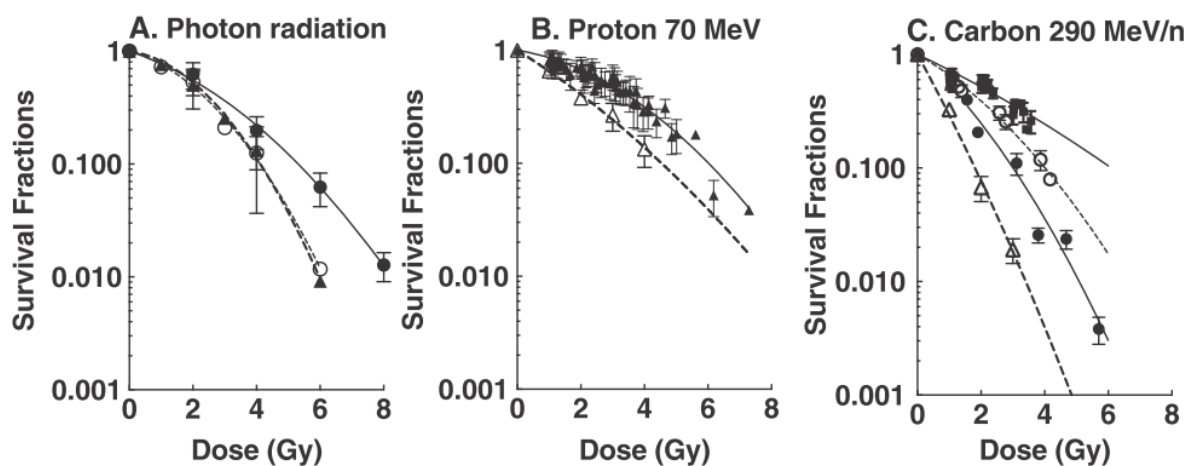 A. Photon radiation
1
0.100
0.010
0.001
0 2 4 6 8
Survival Fractions
Dose (Gy)
B. Proton 70 MeV
1
0.100
0.010
0.001
0 2 4 6 8
Survival Fractions
Dose (Gy)
C. Carbon 290 MeV/n
1
0.100
0.010
0.001
0 2 4 6 8
Survival Fractions
Dose (Gy)